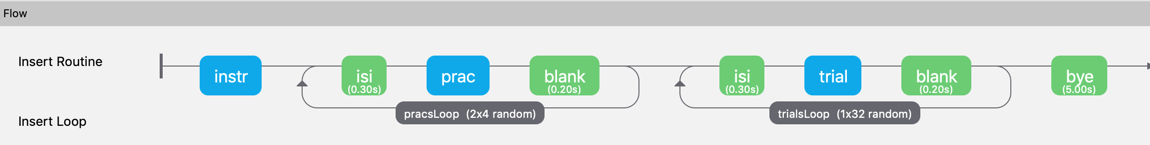 Flow
Insert Routine
instr
isi
(0.30s)
prac
blank
(0.20s)
isi
(0.30s)
trial
blank
(0.20s)
bye
(5.00s)
pracsLoop (2x4 random)
trialsLoop (1x32 random)
Insert Loop